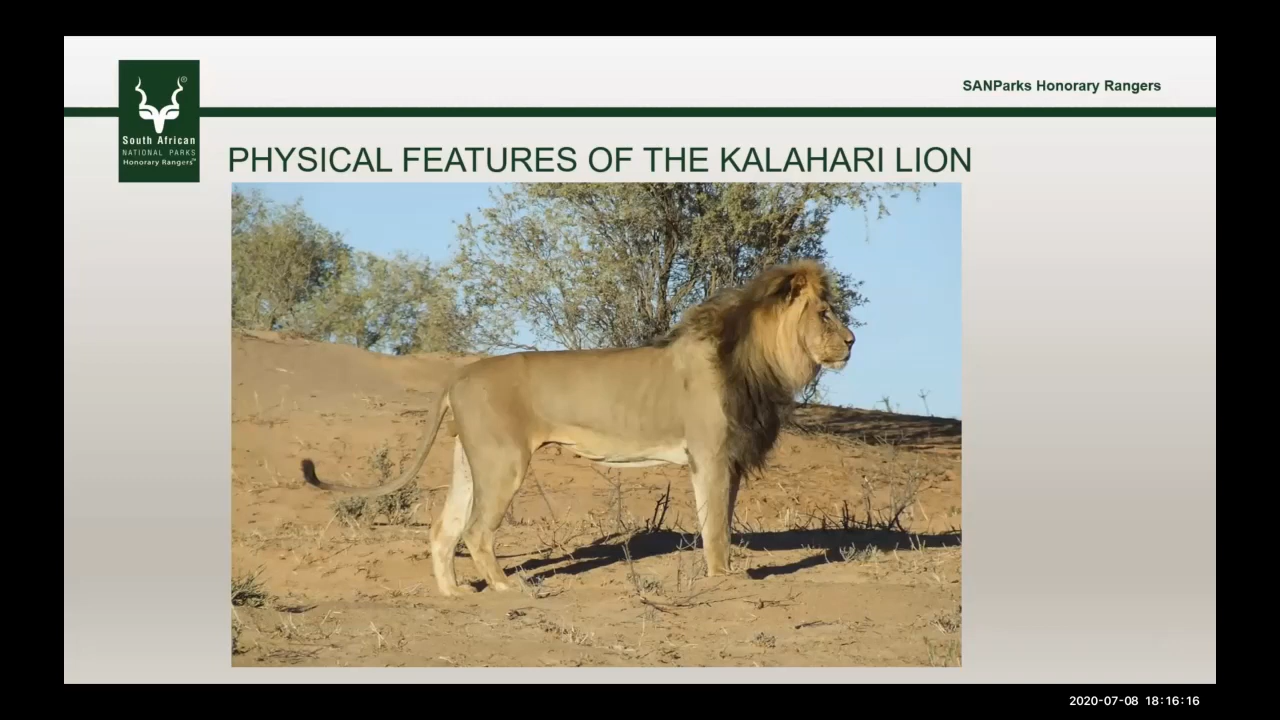 SANParks Honorary Rangers
South African
NATIONAL PARKS
Honorary Rangers™
PHYSICAL FEATURES OF THE KALAHARI LION
2020-07-08 18:16:16